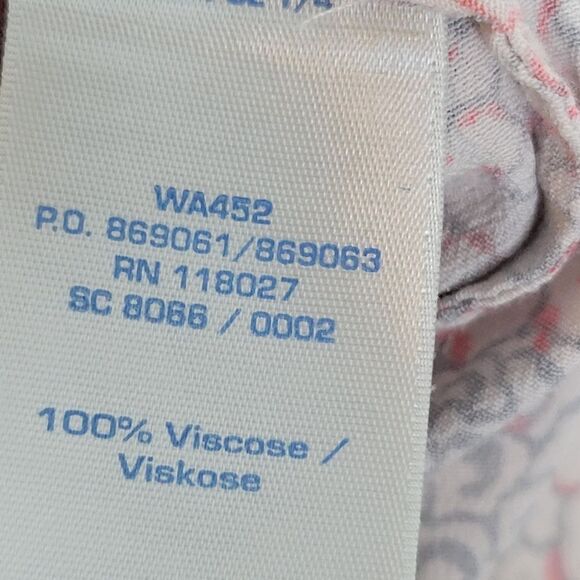 WA452
P.O. 869061/869063
RN 118027
SC 8066 / 0002
100% Viscose /
Viskose